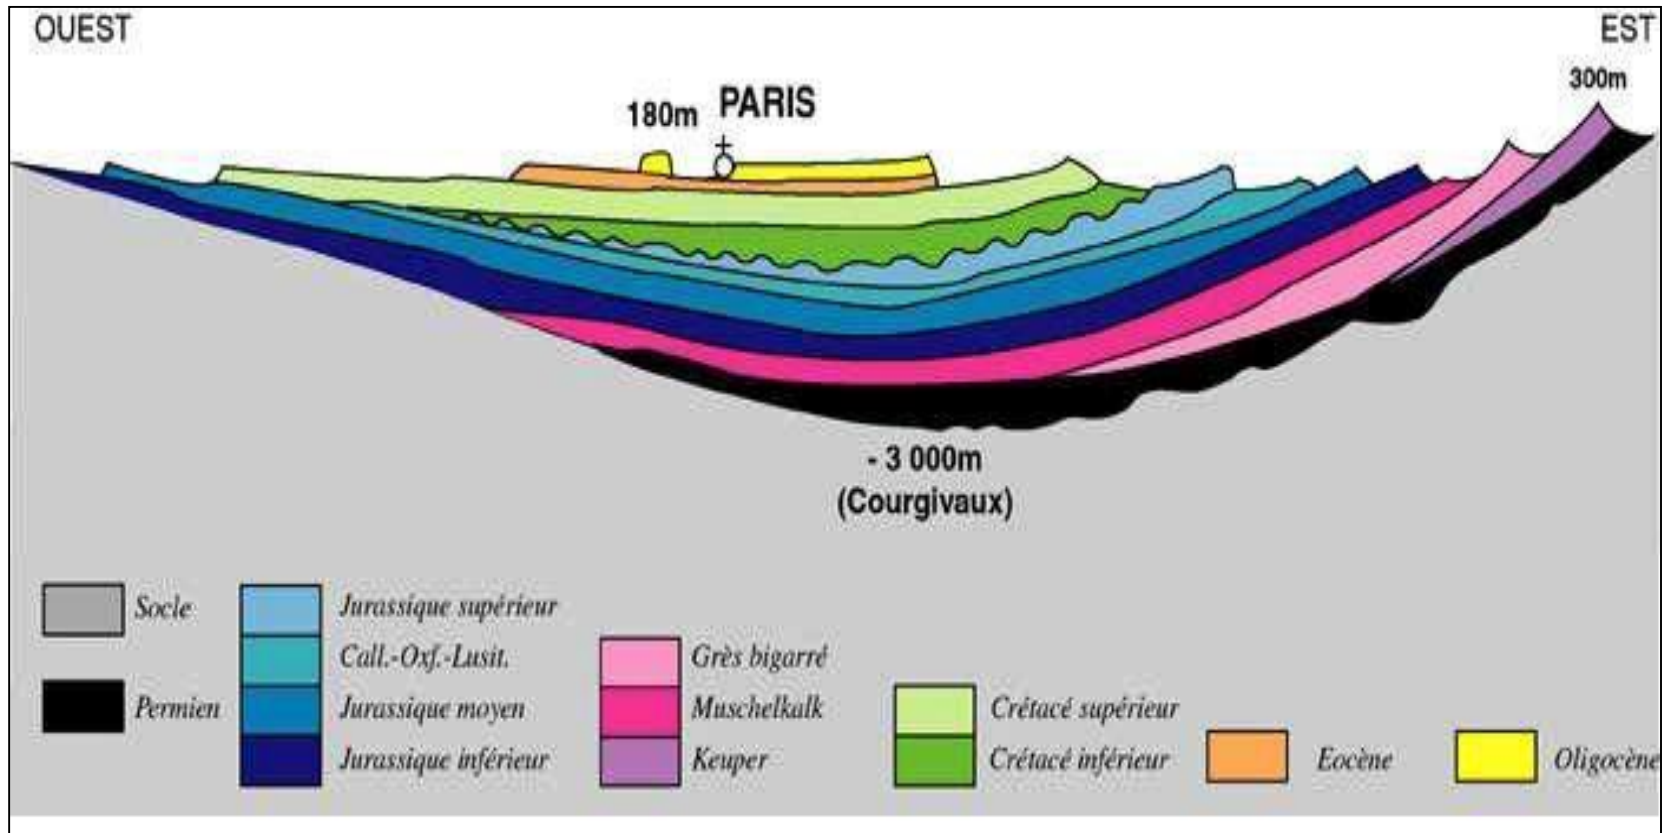 OUEST
EST
300m
180m PARIS
- 3 000m
(Courgivaux)
Socle
Permien
Jurassique supérieur
Call.-Oxf.-Lusit.
Jurassique moyen
Jurassique inférieur
Grès bigarré
Muschelkalk
Keuper
Crétacé supérieur
Crétacé inférieur
Eocène
Oligocène